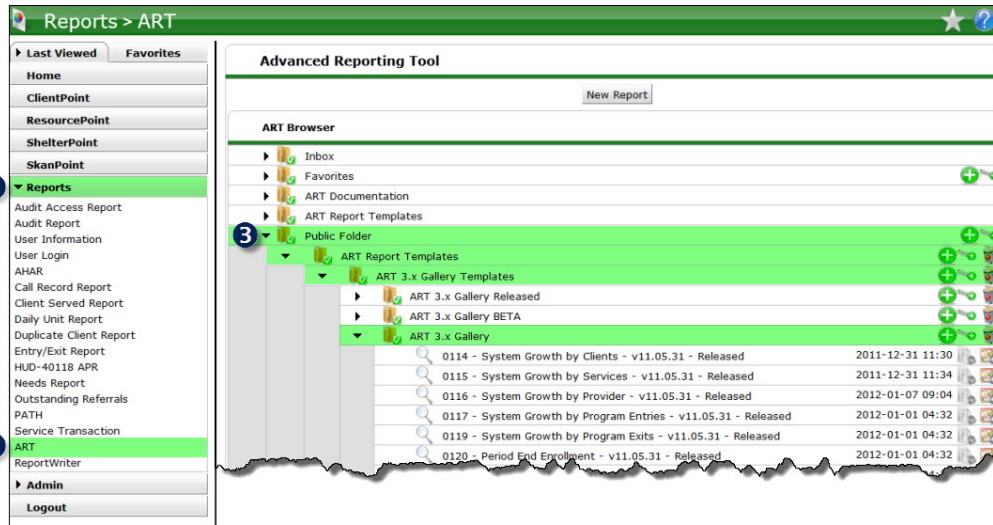 Reports > ART
Last Viewed Favorites
Home
ClientPoint
ResourcePoint
ShelterPoint
SkanPoint
Reports
Audit Access Report
Audit Report
User Information
User Login
AHAR
Call Record Report
Client Served Report
Daily Unit Report
Duplicate Client Report
Entry/Exit Report
HUD-40118 APR
Needs Report
Outstanding Referrals
PATH
Service Transaction
ART
ReportWriter
Admin
Logout
Advanced Reporting Tool
New Report
ART Browser
Inbox
Favorites
ART Documentation
ART Report Templates
3 Public Folder
ART Report Templates
ART 3.x Gallery Templates
ART 3.x Gallery Released
ART 3.x Gallery BETA
ART 3.x Gallery
0114 - System Growth by Clients - v11.05.31 - Released 2011-12-31 11:30
0115 - System Growth by Services - v11.05.31 - Released 2011-12-31 11:34
0116 - System Growth by Provider - v11.05.31 - Released 2012-01-07 09:04
0117 - System Growth by Program Entries - v11.05.31 - Released 2012-01-01 04:32
0119 - System Growth by Program Exits - v11.05.31 - Released 2012-01-01 04:32
0120 - Period End Enrollment - v11.05.31 - Released 2012-01-01 04:32